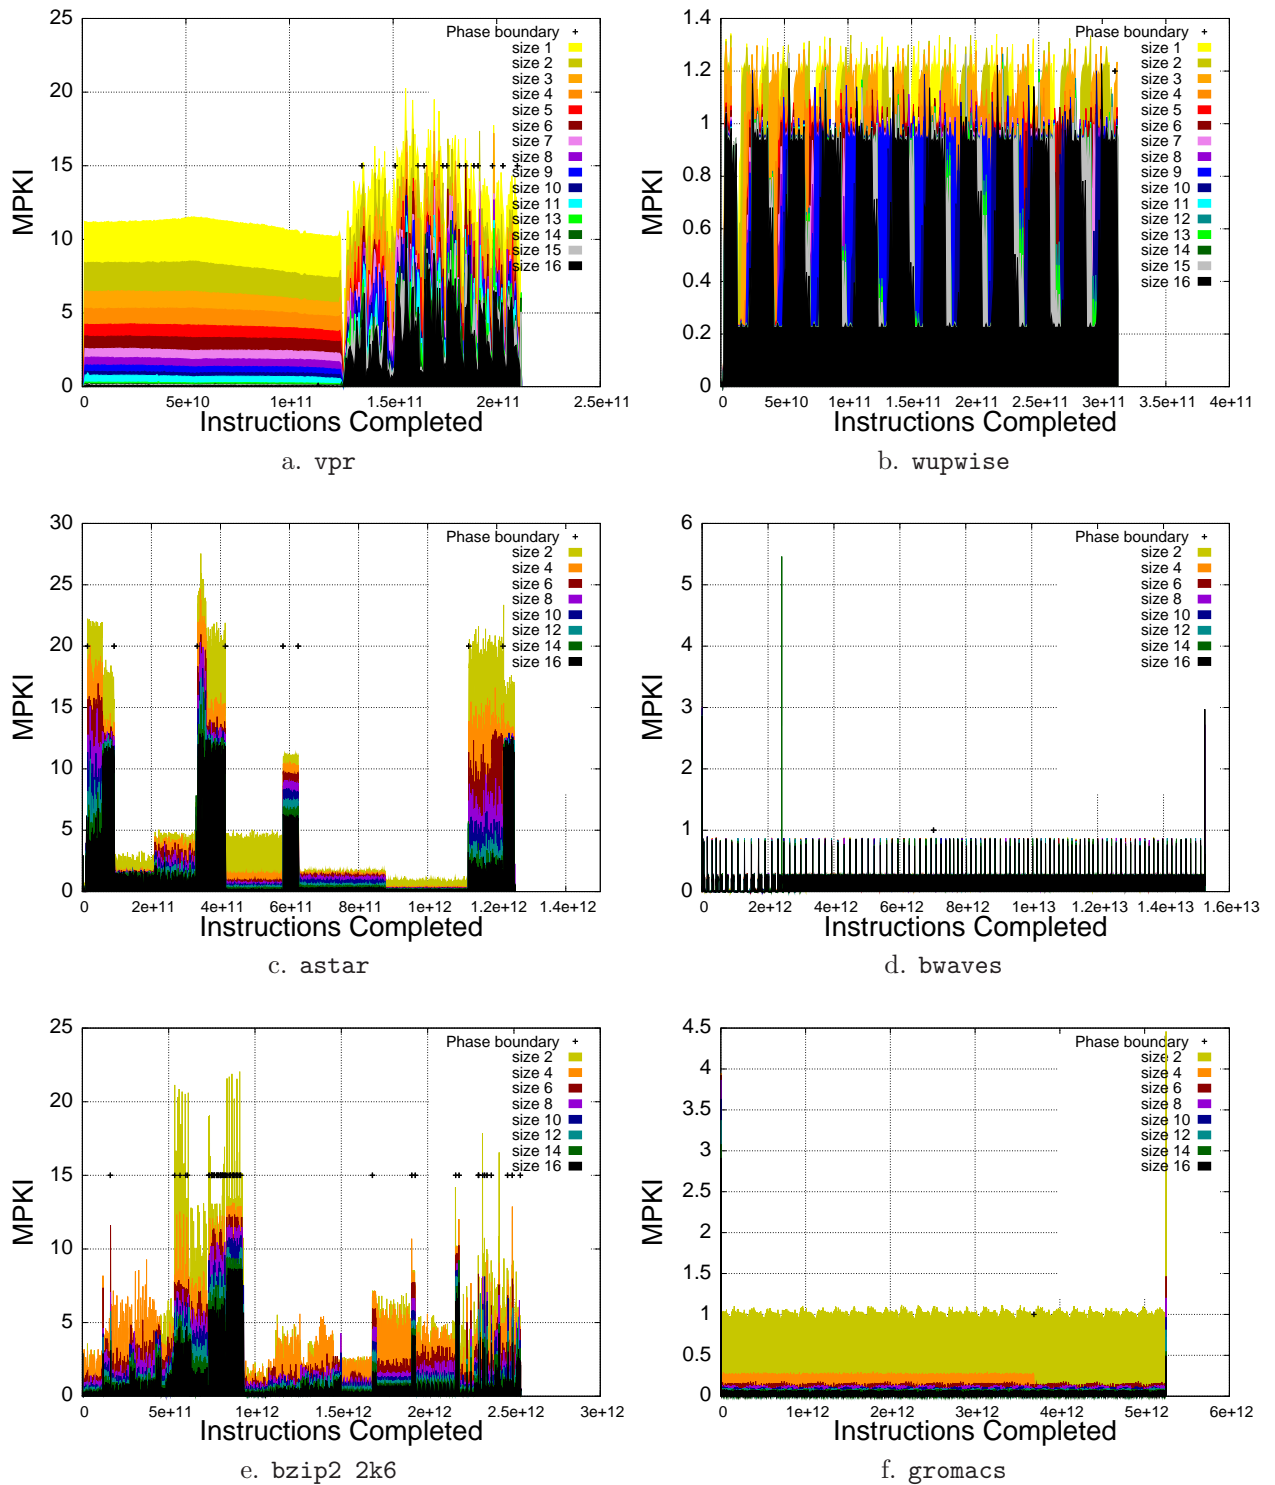 25
20
15
10
5
0
MPKI
Phase boundary
size 1
size 2
size 3
size 4
size 5
size 6
size 7
size 8
size 9
size 10
size 11
size 13
size 14
size 15
size 16
0 5e+10 1e+11 1.5e+11 2e+11 2.5e+11
Instructions Completed
a. vpr
1.4
1.2
1
0.8
0.6
0.4
0.2
0
MPKI
Phase boundary
size 1
size 2
size 3
size 4
size 5
size 6
size 7
size 8
size 9
size 10
size 11
size 12
size 13
size 14
size 15
size 16
0 5e+10 1e+11 1.5e+11 2e+11 2.5e+11 3e+11 3.5e+11 4e+11
Instructions Completed
b. wupwise
30
25
20
15
10
5
0
MPKI
Phase boundary
size 2
size 4
size 6
size 8
size 10
size 12
size 14
size 16
0 2e+11 4e+11 6e+11 8e+11 1e+12 1.2e+12 1.4e+12
Instructions Completed
c. astar
6
5
4
3
2
1
0
MPKI
Phase boundary
size 2
size 4
size 6
size 8
size 10
size 12
size 14
size 16
0 2e+12 4e+12 6e+12 8e+12 1e+13 1.2e+13 1.4e+13 1.6e+13
Instructions Completed
d. bwaves
25
20
15
10
5
0
MPKI
Phase boundary
size 2
size 4
size 6
size 8
size 10
size 12
size 14
size 16
0 5e+11 1e+12 1.5e+12 2e+12 2.5e+12 3e+12
Instructions Completed
e. bzip2 2k6
4.5
4
3.5
3
2.5
2
1.5
1
0.5
0
MPKI
Phase boundary
size 2
size 4
size 6
size 8
size 10
size 12
size 14
size 16
0 1e+12 2e+12 3e+12 4e+12 5e+12 6e+12
Instructions Completed
f. gromacs